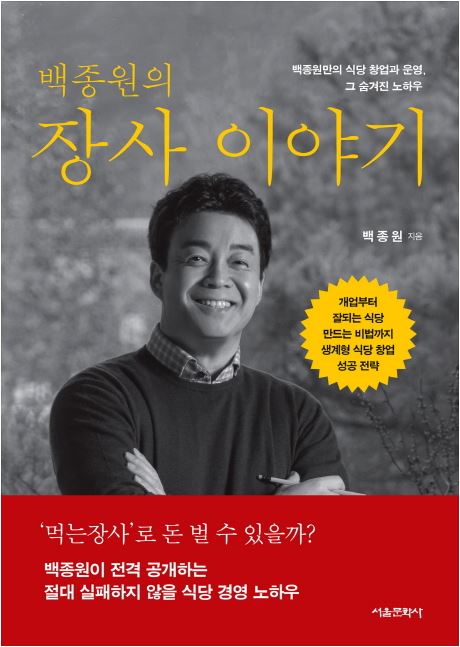 백종원만의 식당 창업과 운영,
그 숨겨진 노하우
백종원의
장사 이야기
백종원 지음
개업부터
잘되는 식당
만드는 비법까지
생계형 식당 창업
성공 전략
‘먹는장사’로 돈 벌 수 있을까?
백종원이 전격 공개하는
절대 실패하지 않을 식당 경영 노하우
서울문화사